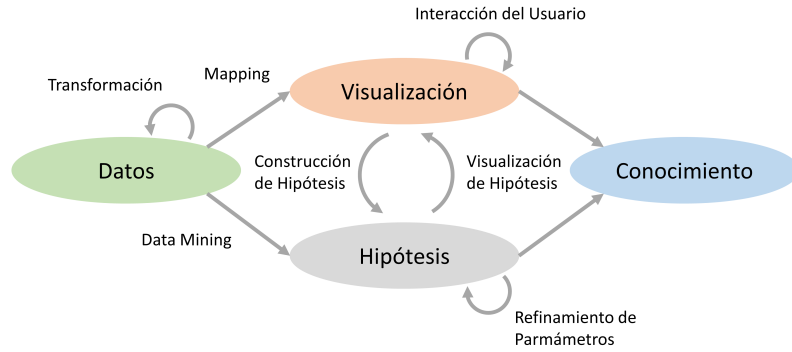 Interacción del Usuario
Mapping
Transformación
Visualización
Construcción
de Hipótesis
Visualización
de Hipótesis
Datos
Conocimiento
Data Mining
Hipótesis
Refinamiento de
Parmámetros